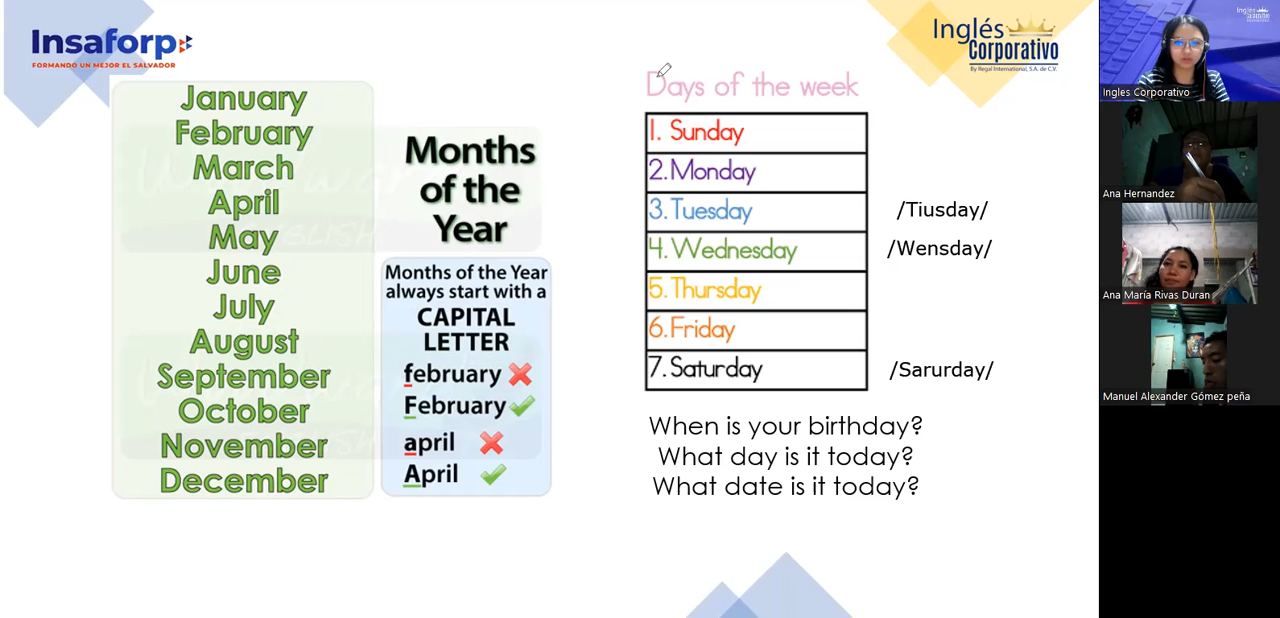 Insaforp
FORMANDO UN MEJOR EL SALVADOR
Inglés
Corporativo
By Regal International, S.A. de C.V.
January
February
March
April
May
June
July
August
September
October
November
December
Months
of the
Year
Months of the Year
always start with a
CAPITAL
LETTER
february
February
april
April
Days of the week
1. Sunday
2. Monday
3. Tuesday
4. Wednesday
5. Thursday
6. Friday
7. Saturday
/Tiusday/
/Wensday/
/Sarurday/
When is your birthday?
What day is it today?
What date is it today?
Ingles Corporativo
Ana Hernandez
Ana María Rivas Duran
Manuel Alexander Gómez peña